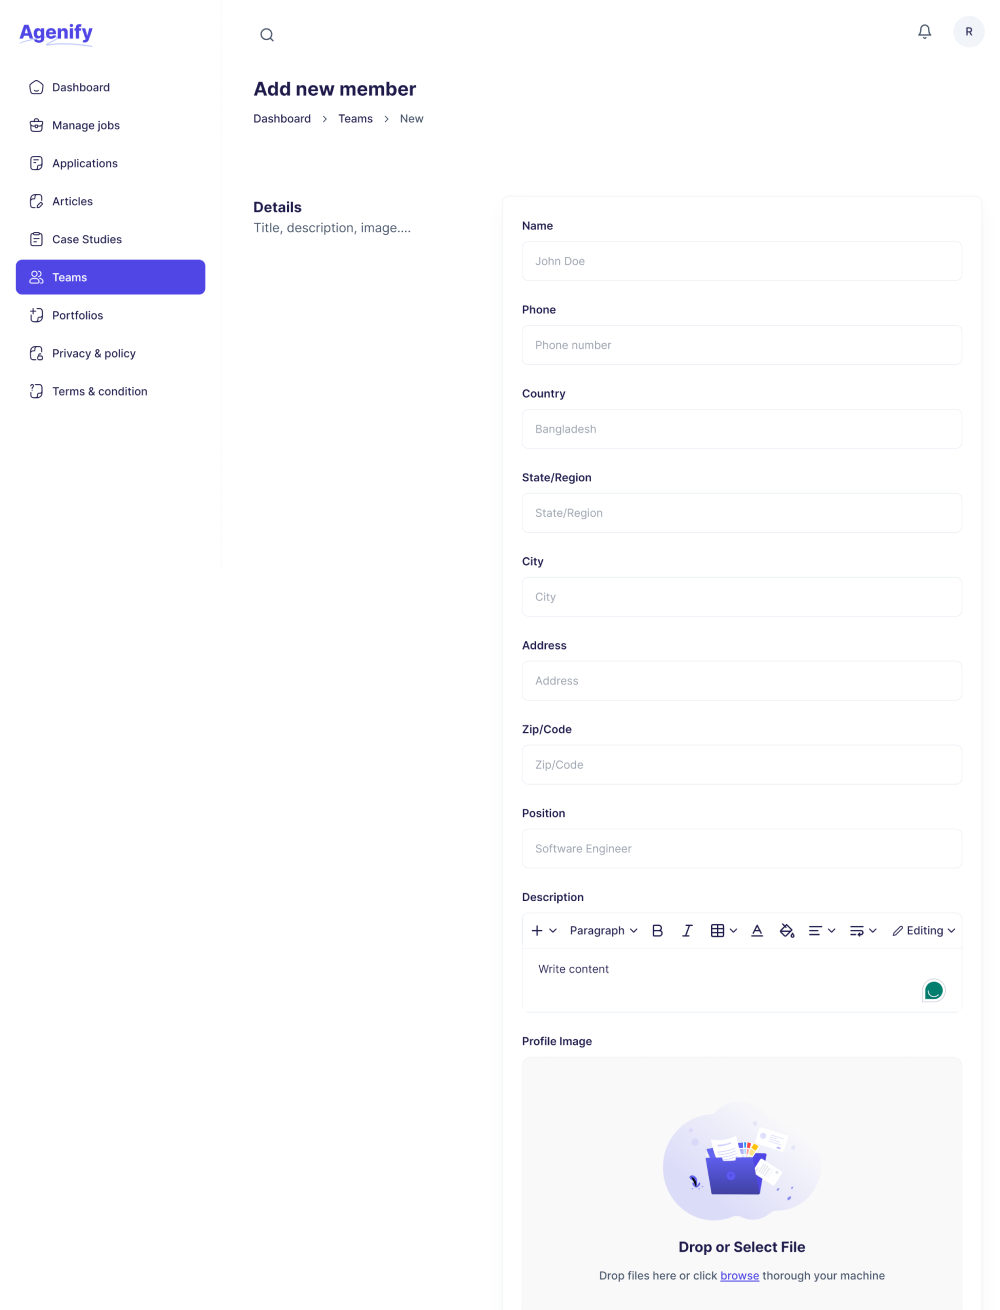 Agenify
R
Dashboard
Manage jobs
Applications
Articles
Case Studies
Teams
Portfolios
Privacy & policy
Terms & condition
Add new member
Dashboard > Teams > New
Details
Title, description, image....
Name
John Doe
Phone
Phone number
Country
Bangladesh
State/Region
State/Region
City
City
Address
Address
Zip/Code
Zip/Code
Position
Software Engineer
Description
Paragraph B I A Editing
Write content
Profile Image
Drop or Select File
Drop files here or click browse thorough your machine